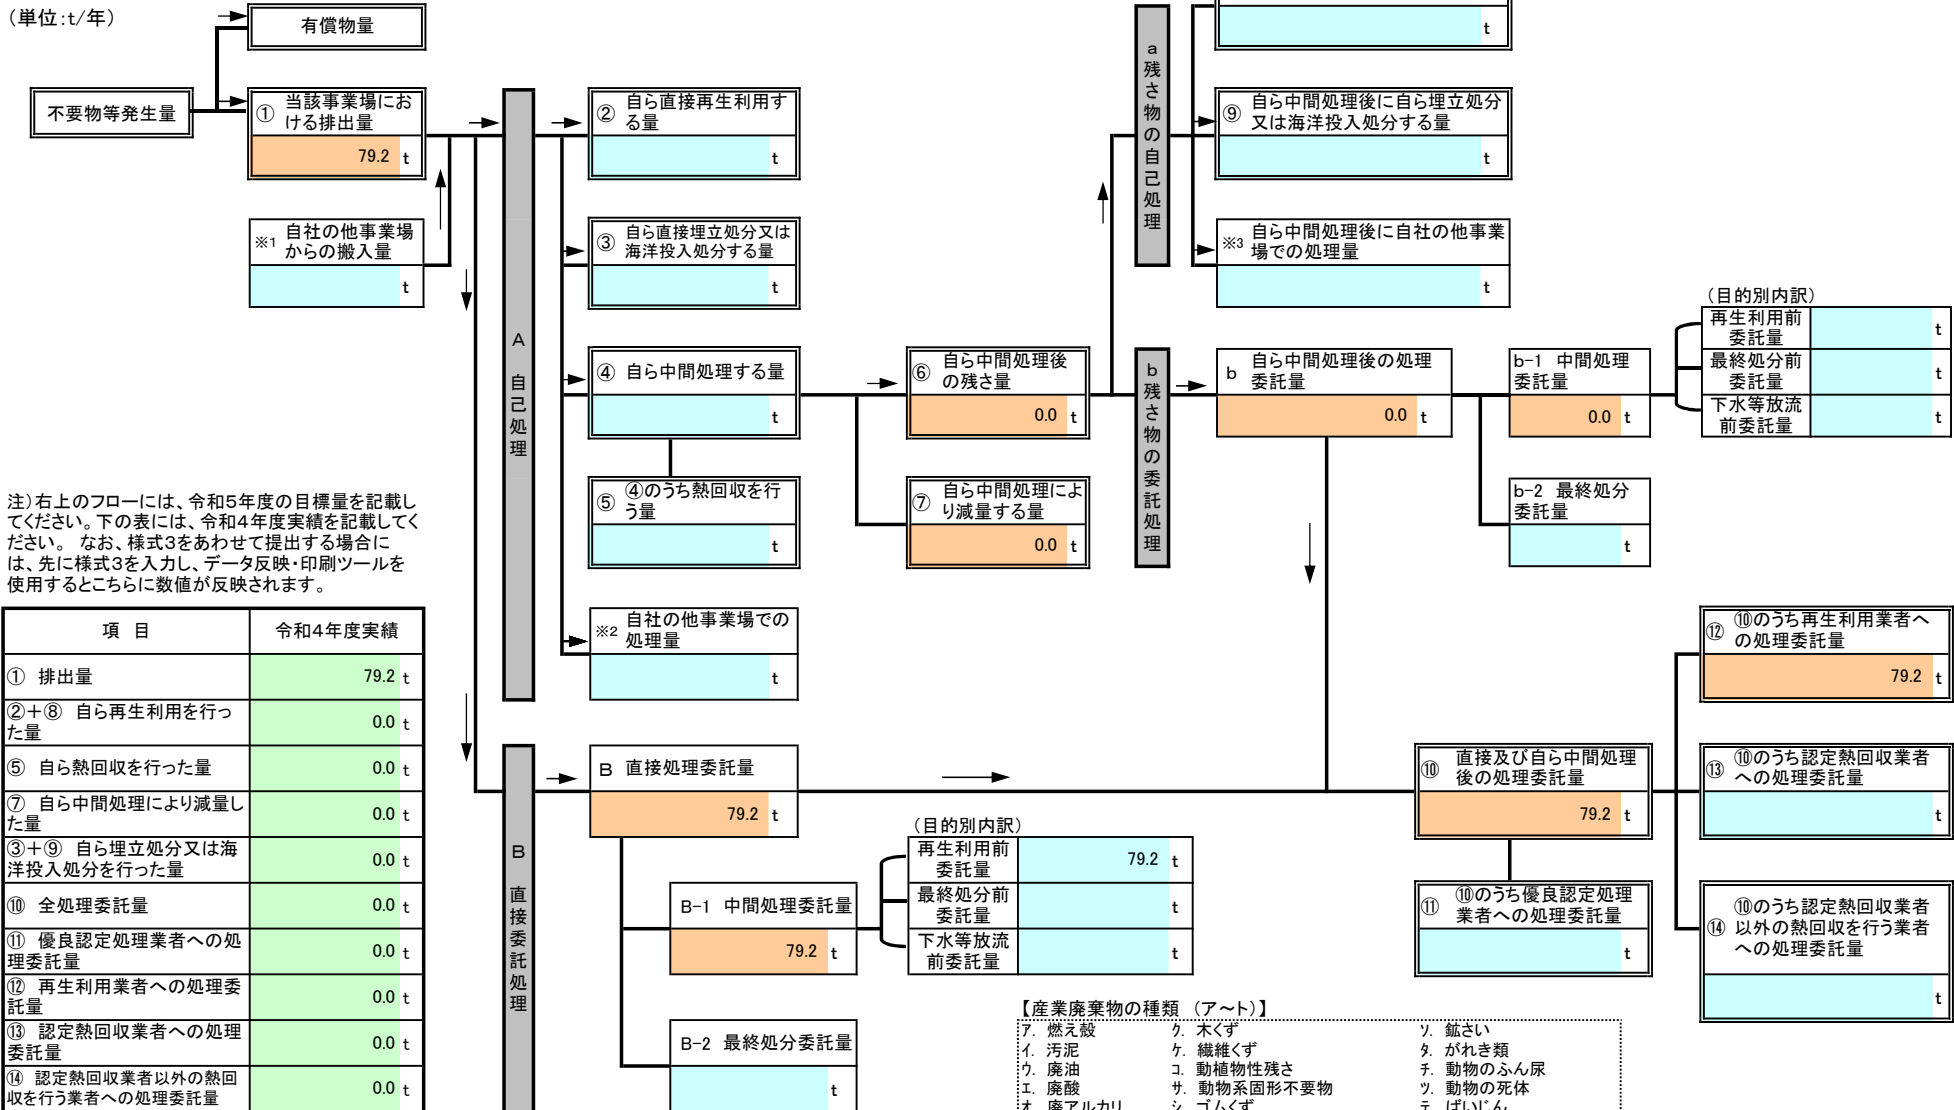 （単位:t/年）
有償物量
不要物等発生量
① 当該事業場にお
ける排出量
79.2 t
※1 自社の他事業場
からの搬入量
t
A 自己処理
② 自ら直接再生利用す
る量
t
③ 自ら直接埋立処分又は
海洋投入処分する量
t
④ 自ら中間処理する量
t
⑤ ④のうち熱回収を行
う量
t
※2 自社の他事業場での
処理量
t
⑥ 自ら中間処理後
の残さ量
0.0 t
⑦ 自ら中間処理によ
り減量する量
0.0 t
a 残さ物の自己処理
t
⑨ 自ら中間処理後に自ら埋立処分
又は海洋投入処分する量
t
※3 自ら中間処理後に自社の他事業
場での処理量
t
b 残さ物の委託処理
b 自ら中間処理後の処理
委託量
0.0 t
b-1 中間処理
委託量
0.0 t
b-2 最終処分
委託量
t
（目的別内訳）
再生利用前
委託量
t
最終処分前
委託量
t
下水等放流
前委託量
t
注）右上のフローには、令和5年度の目標量を記載し
てください。下の表には、令和4年度実績を記載してく
ださい。 なお、様式3をあわせて提出する場合に
は、先に様式3を入力し、データ反映・印刷ツールを
使用するとこちらに数値が反映されます。
項 目 令和4年度実績
① 排出量 79.2 t
②+⑧ 自ら再生利用を行っ
た量
0.0 t
⑤ 自ら熱回収を行った量 0.0 t
⑦ 自ら中間処理により減量し
た量
0.0 t
③+⑨ 自ら埋立処分又は海
洋投入処分を行った量
0.0 t
⑩ 全処理委託量 0.0 t
⑪ 優良認定処理業者への処
理委託量
0.0 t
⑫ 再生利用業者への処理委
託量
0.0 t
⑬ 認定熱回収業者への処理
委託量
0.0 t
⑭ 認定熱回収業者以外の熱回
収を行う業者への処理委託量
0.0 t
B 直接委託処理
B 直接処理委託量
79.2 t
B-1 中間処理委託量
79.2 t
B-2 最終処分委託量
t
（目的別内訳）
再生利用前
委託量
79.2 t
最終処分前
委託量
t
下水等放流
前委託量
t
⑩ 直接及び自ら中間処理
後の処理委託量
79.2 t
⑪ ⑩のうち優良認定処理
業者への処理委託量
t
⑫ ⑩のうち再生利用業者へ
の処理委託量
79.2 t
⑬ ⑩のうち認定熱回収業者
への処理委託量
t
⑭ ⑩のうち認定熱回収業者
以外の熱回収を行う業者
への処理委託量
t
【産業廃棄物の種類 （ア～ト）】
ア. 燃え殻 ク. 木くず ソ. 鉱さい
イ. 汚泥 ケ. 繊維くず タ. がれき類
ウ. 廃油 コ. 動植物性残さ チ. 動物のふん尿
エ. 廃酸 サ. 動物系固形不要物 ツ. 動物の死体
オ. 廃アルカリ シ. ゴムくず テ. ばいじん